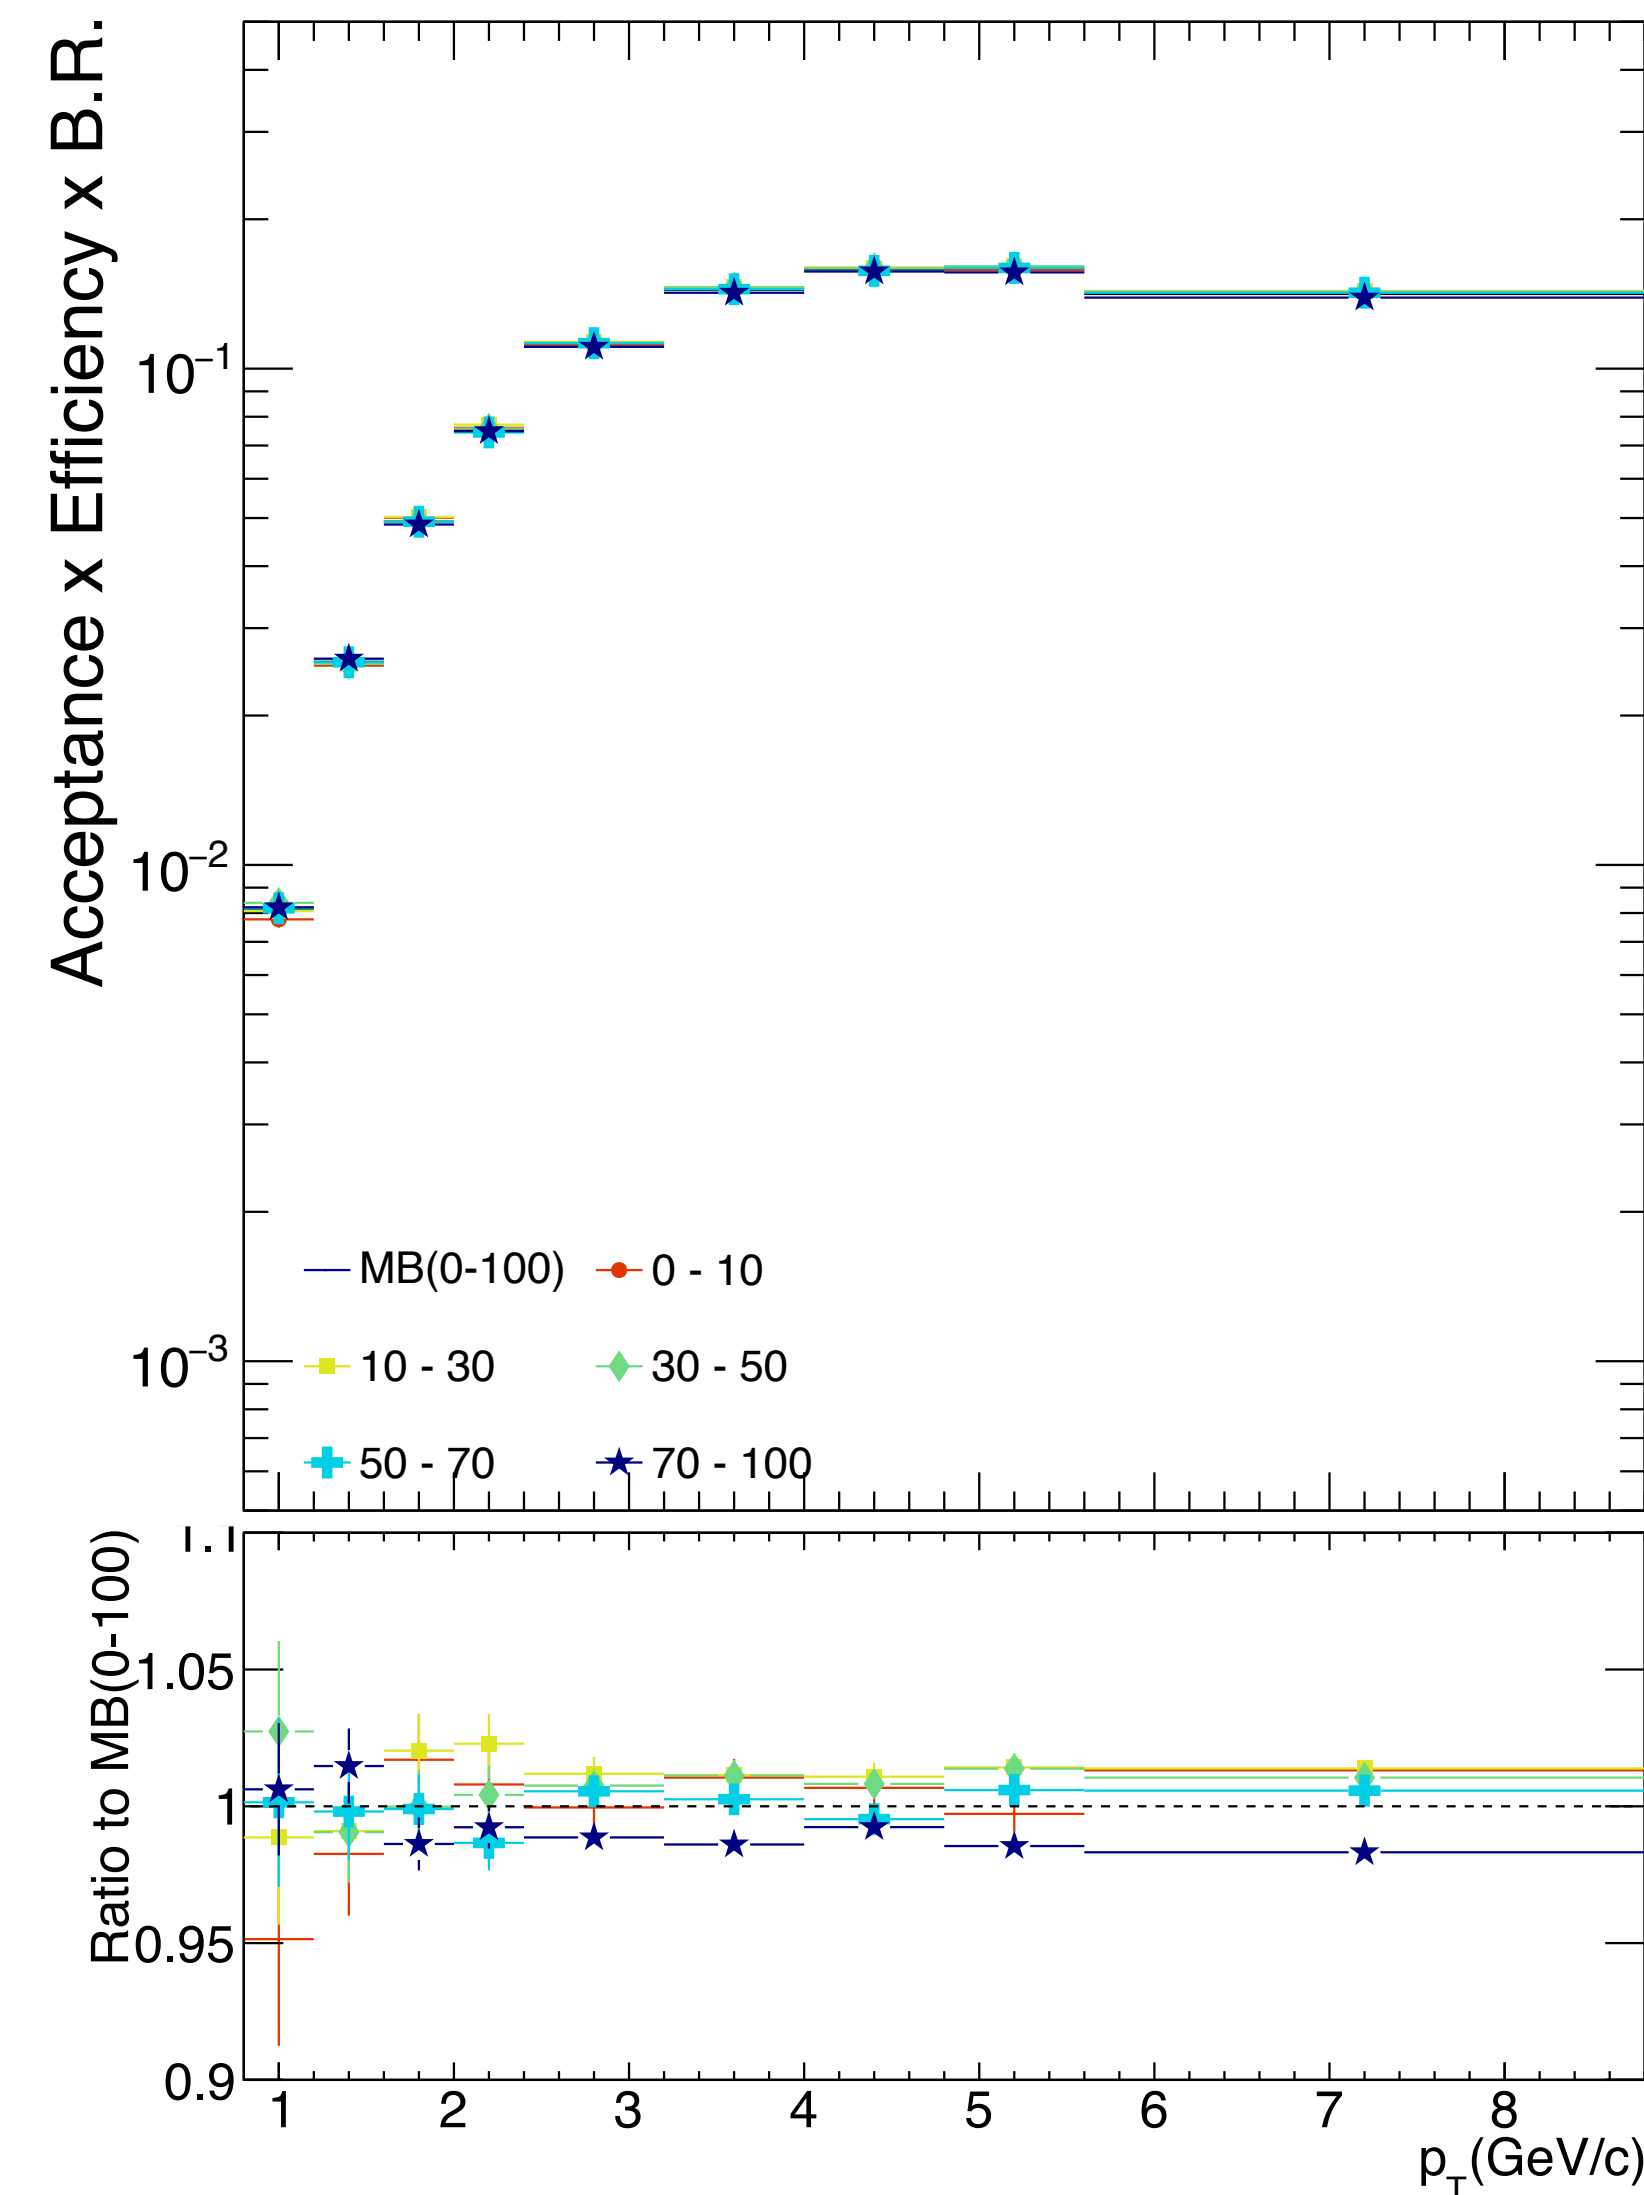 Acceptance x Efficiency x B.R.
10⁻¹
10⁻²
10⁻³
MB(0-100) 0 - 10
10 - 30 30 - 50
50 - 70 70 - 100
Ratio to MB(0-100)
1.1
1.05
1
0.95
0.9
1 2 3 4 5 6 7 8
p_T(GeV/c)